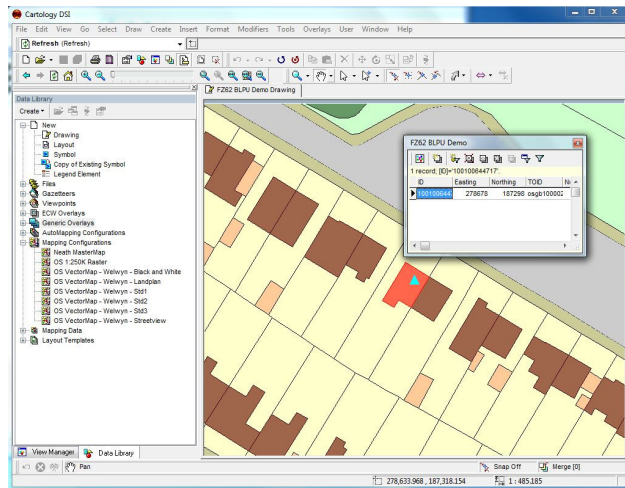 Cartology DSI
File Edit View Go Select Draw Create Insert Format Modifiers Tools Overlays User Window Help
Refresh (Refresh)
FZ62 BLPU Demo Drawing
Data Library
Create
New
Drawing
Layout
Symbol
Copy of Existing Symbol
Legend Element
Files
Gazetteers
Viewpoints
ECW Overlays
Generic Overlays
AutoMapping Configurations
Mapping Configurations
Neath MasterMap
OS 1:250K Raster
OS VectorMap - Welwyn - Black and White
OS VectorMap - Welwyn - Landplan
OS VectorMap - Welwyn - Std1
OS VectorMap - Welwyn - Std2
OS VectorMap - Welwyn - Std3
OS VectorMap - Welwyn - Streetview
Mapping Data
Layout Templates
FZ62 BLPU Demo
1 record; [ID]='100100644717'.
ID Easting Northing TOID
1001006447 278678 187298 osgb100002
View Manager Data Library
Pan Snap Off Merge [0]
278,633.968 , 187,318.154 1 : 485.185